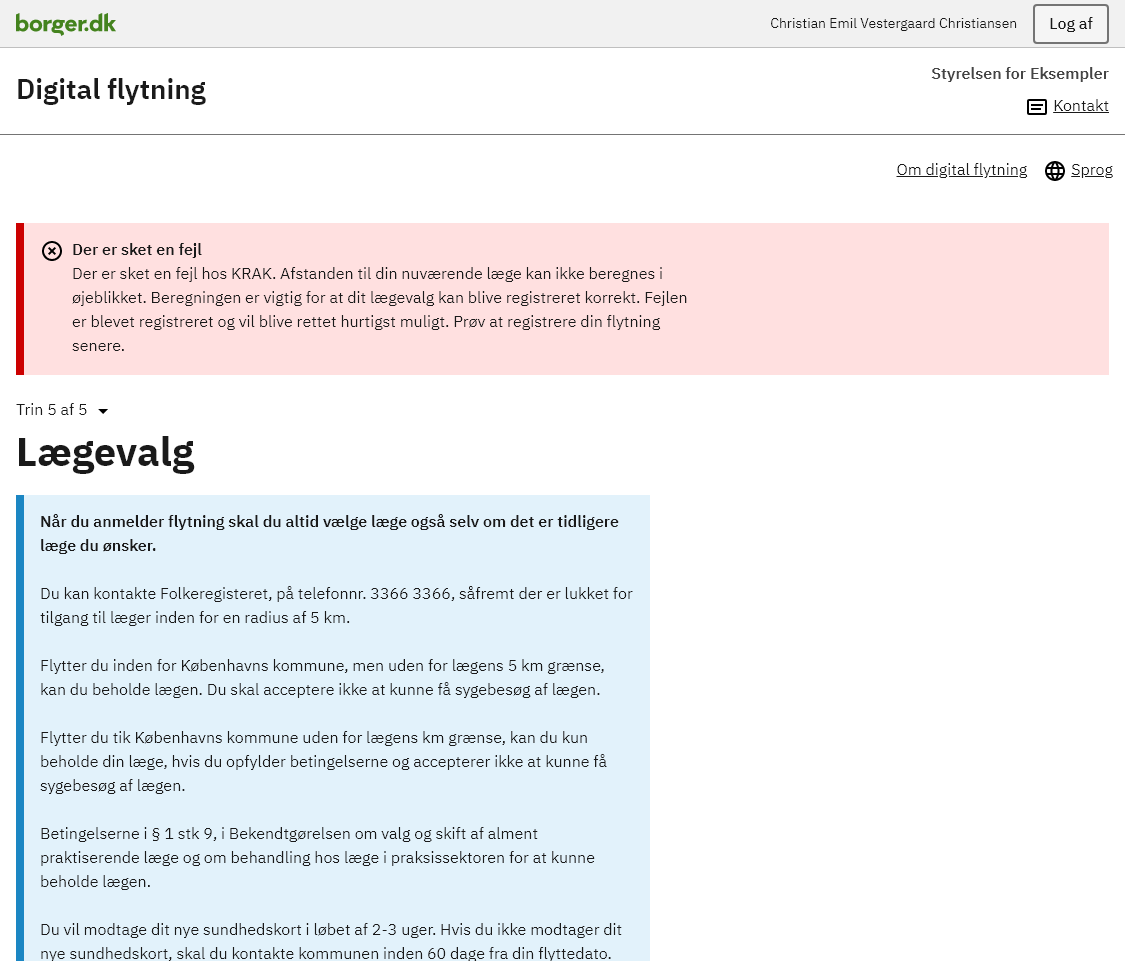 borger.dk
Christian Emil Vestergaard Christiansen
Log af
Digital flytning
Styrelsen for Eksempler
Kontakt
Om digital flytning
Sprog
Der er sket en fejl
Der er sket en fejl hos KRAK. Afstanden til din nuværende læge kan ikke beregnes i
øjeblikket. Beregningen er vigtig for at dit lægevalg kan blive registreret korrekt. Fejlen
er blevet registreret og vil blive rettet hurtigst muligt. Prøv at registrere din flytning
senere.
Trin 5 af 5
Lægevalg
Når du anmelder flytning skal du altid vælge læge også selv om det er tidligere
læge du ønsker.
Du kan kontakte Folkeregisteret, på telefonnr. 3366 3366, såfremt der er lukket for
tilgang til læger inden for en radius af 5 km.
Flytter du inden for Københavns kommune, men uden for lægens 5 km grænse,
kan du beholde lægen. Du skal acceptere ikke at kunne få sygebesøg af lægen.
Flytter du tik Københavns kommune uden for lægens km grænse, kan du kun
beholde din læge, hvis du opfylder betingelserne og accepterer ikke at kunne få
sygebesøg af lægen.
Betingelserne i § 1 stk 9, i Bekendtgørelsen om valg og skift af alment
praktiserende læge og om behandling hos læge i praksissektoren for at kunne
beholde lægen.
Du vil modtage dit nye sundhedskort i løbet af 2-3 uger. Hvis du ikke modtager dit
nye sundhedskort, skal du kontakte kommunen inden 60 dage fra din flyttedato.